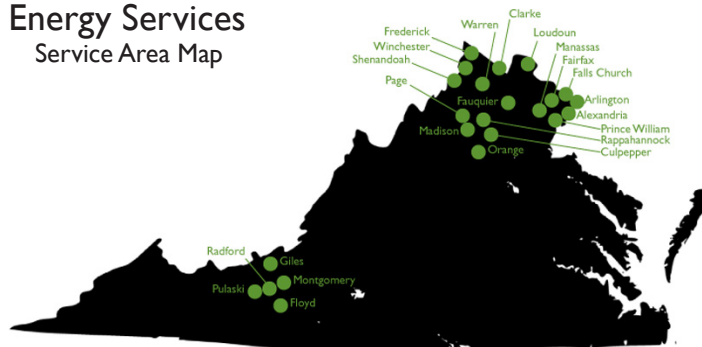 Energy Services
Service Area Map
Clarke
Warren
Frederick
Loudoun
Winchester
Manassas
Shenandoah
Fairfax
Falls Church
Page
Fauquier
Arlington
Alexandria
Madison
Prince William
Rappahannock
Orange
Culpepper
Radford
Giles
Pulaski
Montgomery
Floyd